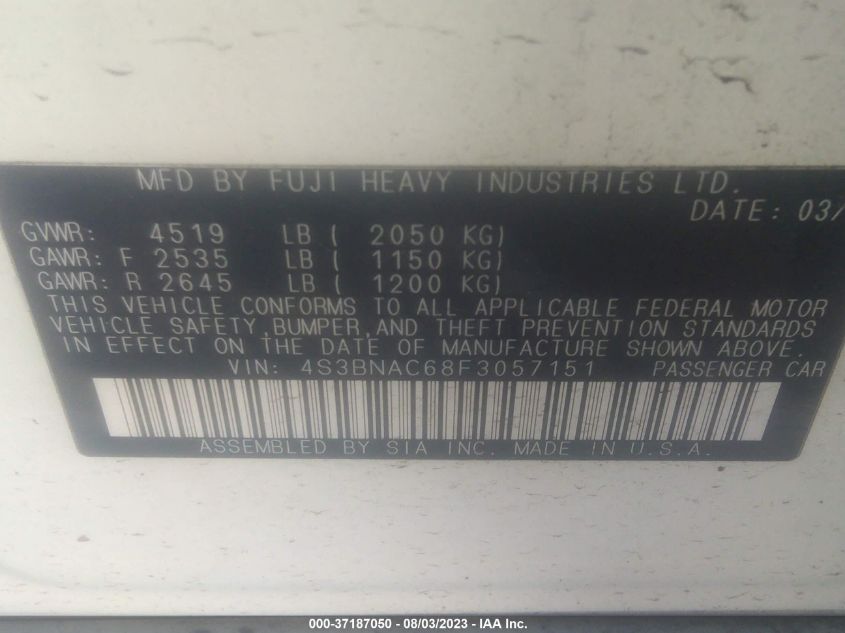 MFD BY FUJI HEAVY INDUSTRIES LTD.
DATE: 03/
GVWR: 4519 LB ( 2050 KG)
GAWR: F 2535 LB ( 1150 KG)
GAWR: R 2645 LB ( 1200 KG)
THIS VEHICLE CONFORMS TO ALL APPLICABLE FEDERAL MOTOR
VEHICLE SAFETY,BUMPER,AND THEFT PREVENTION STANDARDS
IN EFFECT ON THE DATE OF MANUFACTURE SHOWN ABOVE.
VIN: 4S3BNAC68F3057151 PASSENGER CAR
ASSEMBLED BY SIA INC. MADE IN U.S.A.
000-37187050 - 08/03/2023 - IAA Inc.